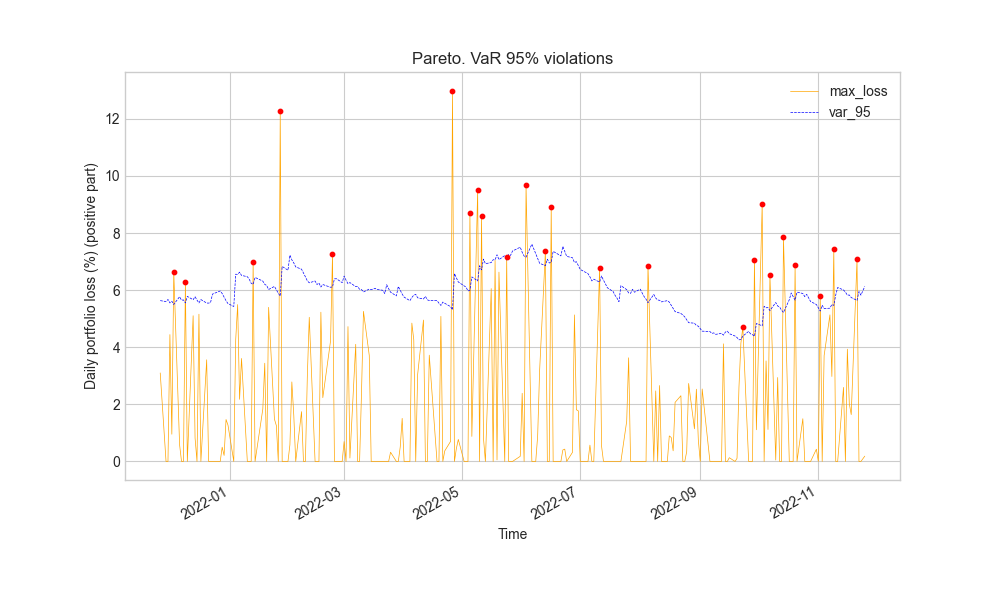 Pareto. VaR 95% violations
max_loss
var_95
Daily portfolio loss (%) (positive part)
12
10
8
6
4
2
0
2022-01
2022-03
2022-05
2022-07
2022-09
2022-11
Time